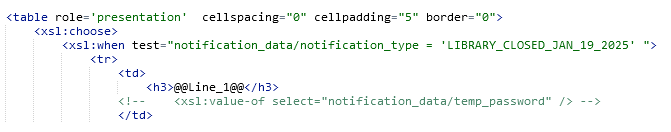 <table role='presentation'  cellspacing="0" cellpadding="5" border="0">
<xsl:choose>
<xsl:when test="notification_data/notification_type = 'LIBRARY_CLOSED_JAN_19_2025' ">
<tr>
<td>
<h3>@@Line_1@@</h3>
<!--    <xsl:value-of select="notification_data/temp_password" /> -->
</td>